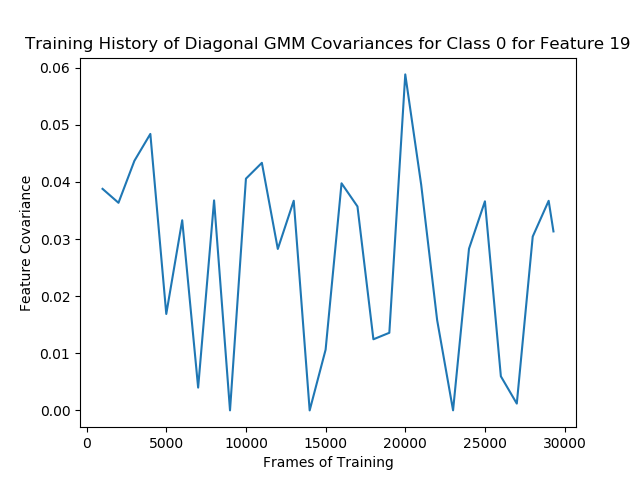 Training History of Diagonal GMM Covariances for Class 0 for Feature 19
0.06
0.05
0.04
0.03
0.02
0.01
0.00
Feature Covariance
0 5000 10000 15000 20000 25000 30000
Frames of Training